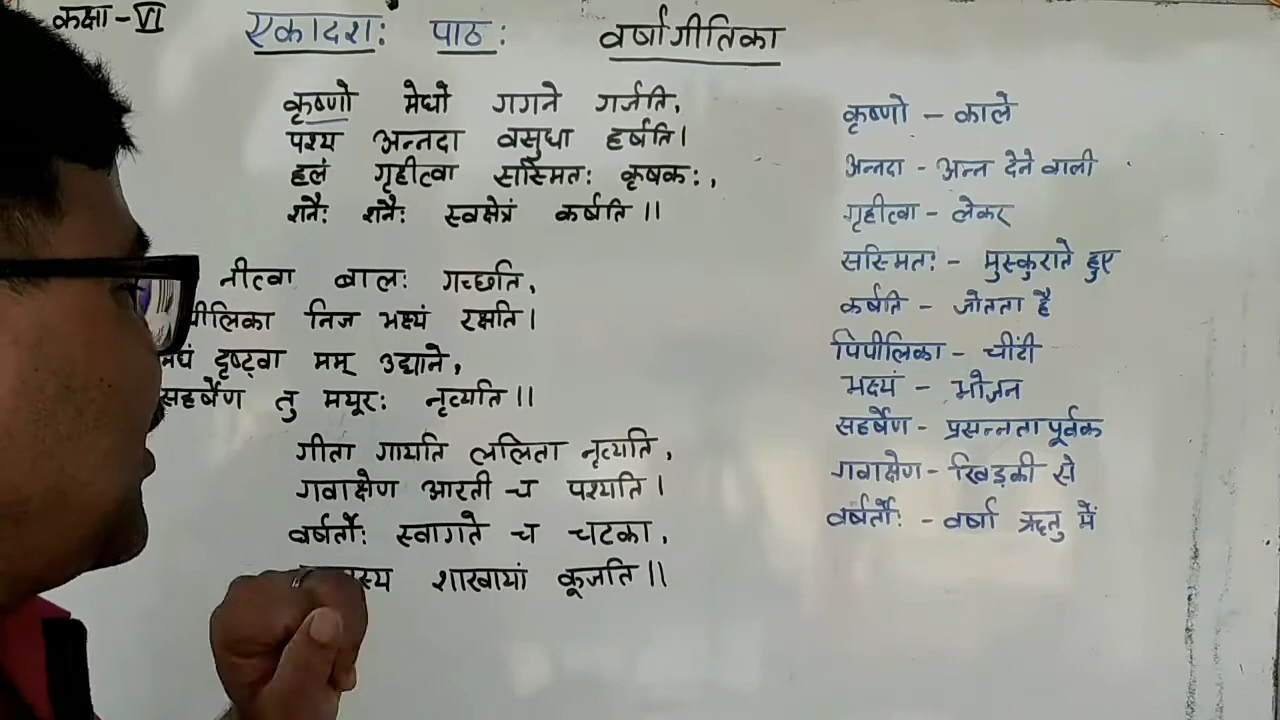 कक्षा - VI
एकादशः पाठः वर्षागीतिका
कृष्णो मेघो गगने गर्जति,
पश्य अन्नदा वसुधा हर्षति।
हलं गृहीत्वा सस्मितः कृषकः,
शनैः शनैः स्वक्षेत्रं कर्षति॥
नीत्वा बालः गच्छति,
निज भक्ष्यं रक्षति।
दृष्ट्वा मम् उद्याने,
सहर्षेण तु मयूरः नृत्यति॥
गीता गायति ललिता नृत्यति,
गवाक्षेण आरती च पश्यति।
वर्षर्तोः स्वागते च चटका,
शाखायां कूजति॥
कृष्णो - काले
अन्नदा - अन्न देने वाली
गृहीत्वा - लेकर
सस्मितः - मुस्कुराते हुए
कर्षति - जोतता है
पिपीलिका - चींटी
भक्ष्यं - भोजन
सहर्षेण - प्रसन्नता पूर्वक
गवाक्षेण - खिड़की से
वर्षर्तोः - वर्षा ऋतु में